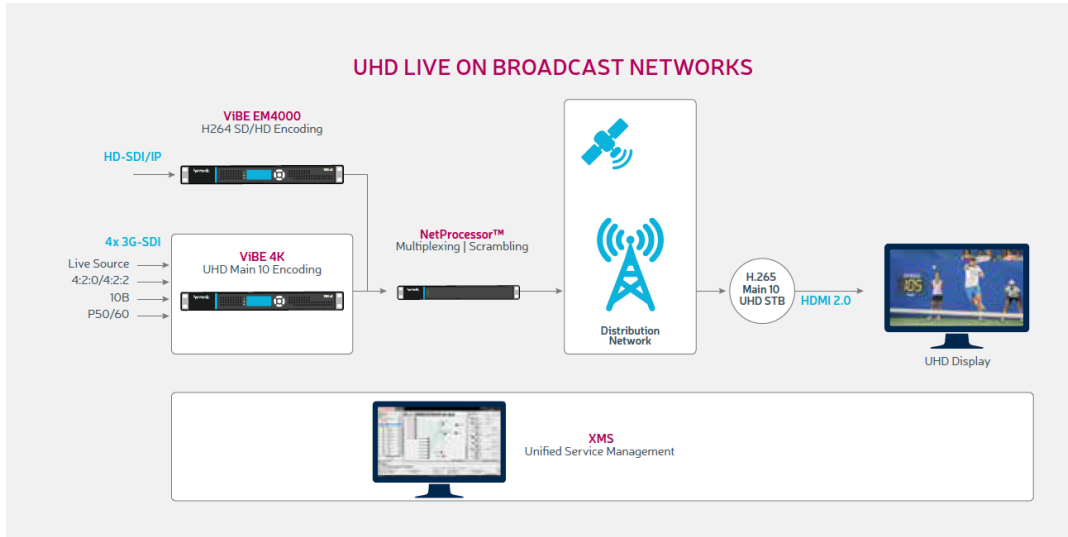 UHD LIVE ON BROADCAST NETWORKS
ViBE EM4000
H264 SD/HD Encoding
HD-SDI/IP
4x 3G-SDI
Live Source
4:2:0/4:2:2
10B
P50/60
ViBE 4K
UHD Main 10 Encoding
NetProcessor™
Multiplexing | Scrambling
Distribution
Network
H.265
Main 10
UHD STB
HDMI 2.0
105
UHD Display
XMS
Unified Service Management